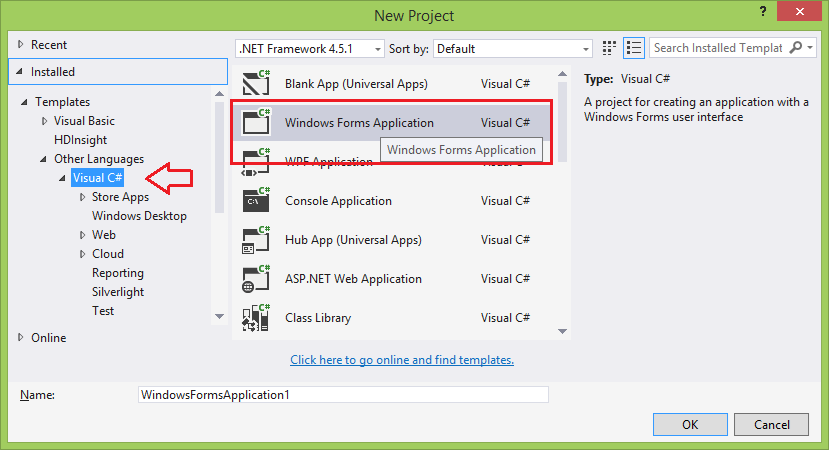 New Project
?
Recent
Installed
Templates
Visual Basic
HDInsight
Other Languages
Visual C#
Store Apps
Windows Desktop
Web
Cloud
Reporting
Silverlight
Test
Online
.NET Framework 4.5.1 Sort by: Default
Search Installed Templat
C# Blank App (Universal Apps) Visual C#
C# Windows Forms Application Visual C#
Windows Forms Application
C# WPF Application
C# Console Application Visual C#
C# Hub App (Universal Apps) Visual C#
C# ASP.NET Web Application Visual C#
C# Class Library Visual C#
Type: Visual C#
A project for creating an application with a
Windows Forms user interface
Click here to go online and find templates.
Name: WindowsFormsApplication1
OK Cancel